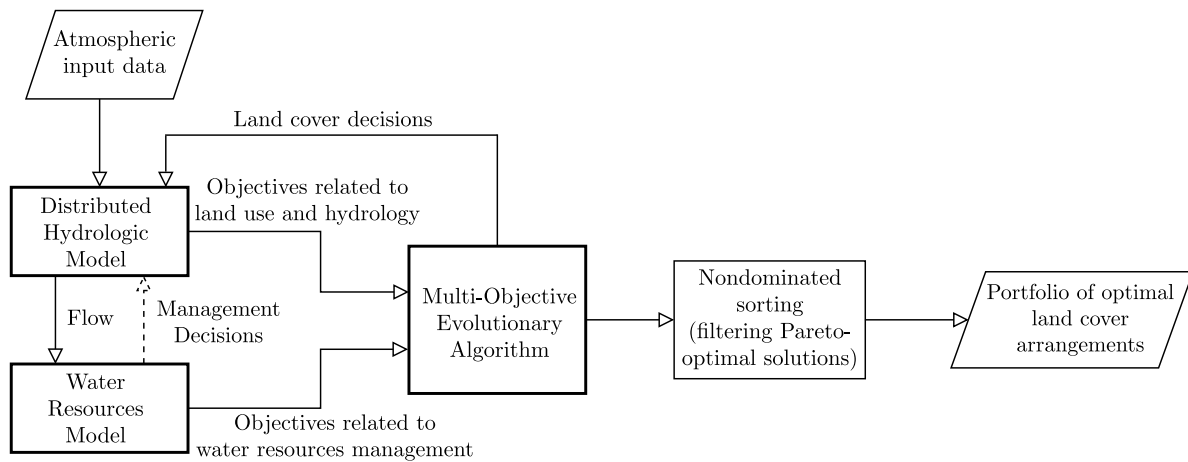 Atmospheric
input data
Land cover decisions
Objectives related to
land use and hydrology
Distributed
Hydrologic
Model
Flow
Management
Decisions
Water
Resources
Model
Objectives related to
water resources management
Multi-Objective
Evolutionary
Algorithm
Nondominated
sorting
(filtering Pareto-
optimal solutions)
Portfolio of optimal
land cover
arrangements